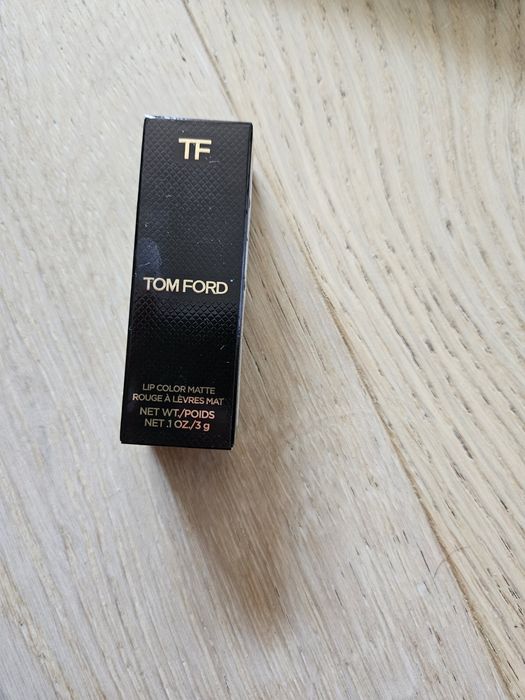 TF
TOM FORD
LIP COLOR MATTE
ROUGE À LÈVRES MAT
NET WT./POIDS
NET .1 OZ./3 g